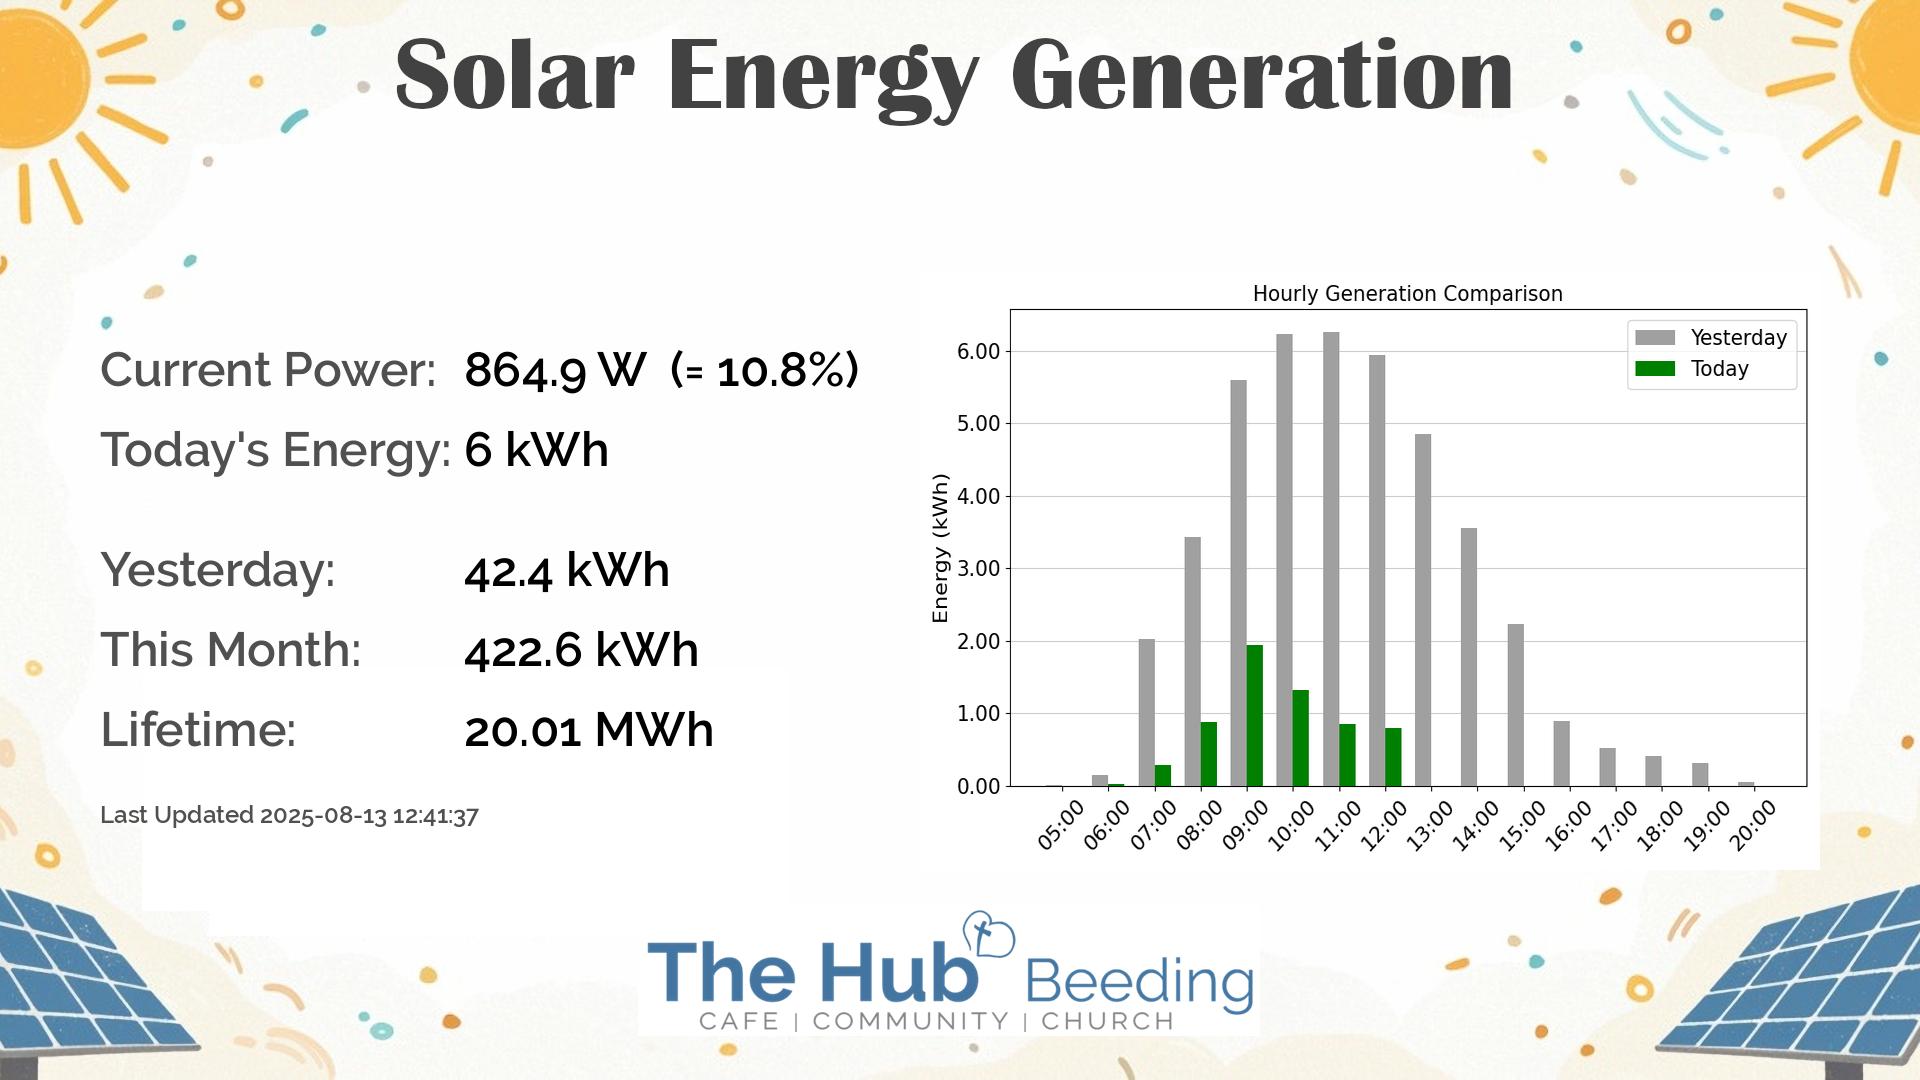 Solar Energy Generation
Current Power: 864.9 W (= 10.8%)
Today's Energy: 6 kWh
Yesterday: 42.4 kWh
This Month: 422.6 kWh
Lifetime: 20.01 MWh
Last Updated 2025-08-13 12:41:37
Hourly Generation Comparison
Yesterday
Today
Energy (kWh)
6.00
5.00
4.00
3.00
2.00
1.00
0.00
05:00 06:00 07:00 08:00 09:00 10:00 11:00 12:00 13:00 14:00 15:00 16:00 17:00 18:00 19:00 20:00
The Hub Beeding
CAFE | COMMUNITY | CHURCH